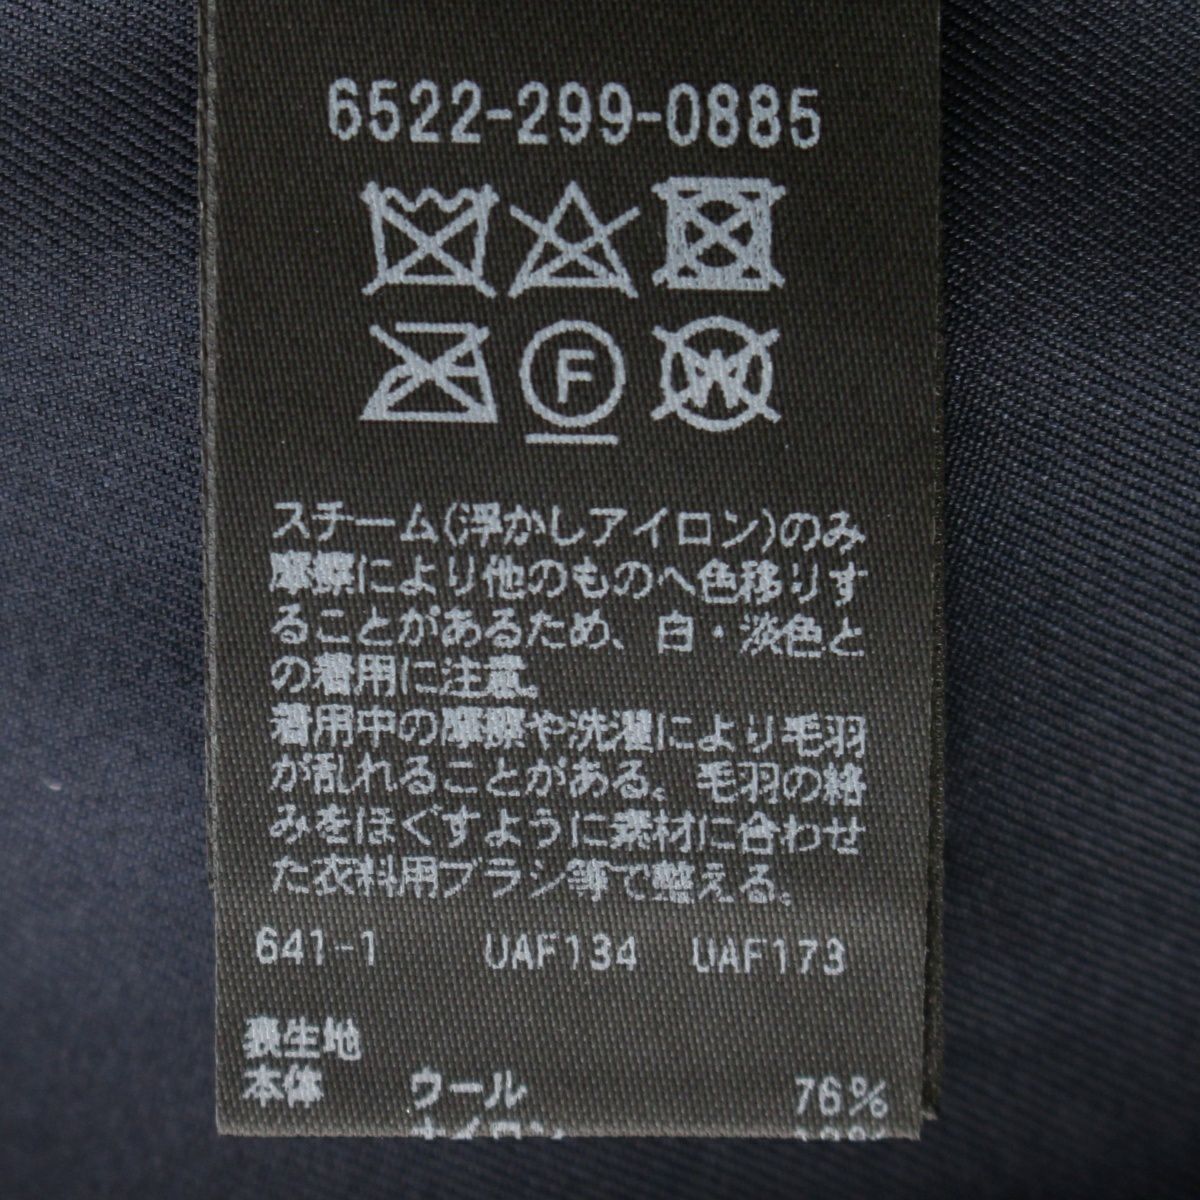 6522-299-0885
F
W
スチーム(浮かしアイロン)のみ
摩擦により他のものへ色移りす
ることがあるため、白・淡色と
の着用に注意。
着用中の摩擦や洗濯により毛羽
が乱れることがある。毛羽の絡
みをほぐすように素材に合わせ
た衣料用ブラシ等で整える。
641-1 UAF134 UAF173
表生地
本体 ウール 76%
ナイロン